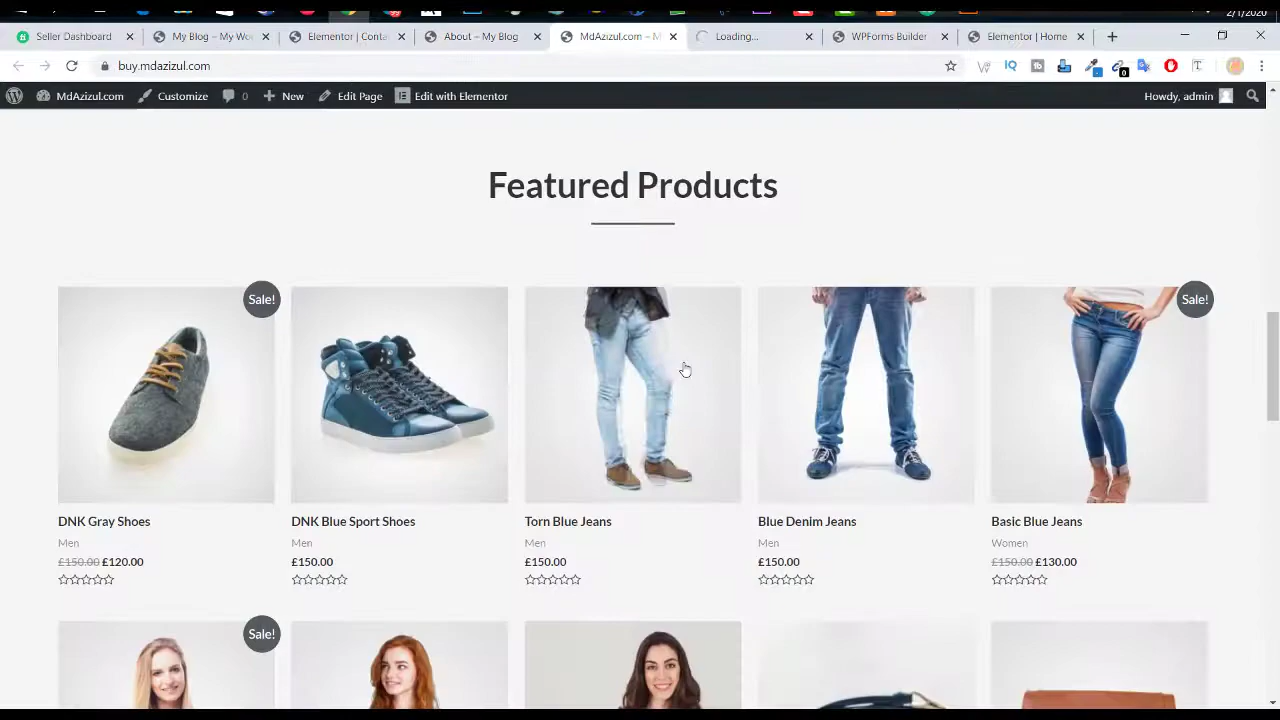 2/1/2020
Seller Dashboard
My Blog – My Wo
Elementor | Conta
About – My Blog
MdAzizul.com – M
Loading...
WPForms Builder
Elementor | Home
buy.mdazizul.com
MdAzizul.com
Customize
0
New
Edit Page
Edit with Elementor
Howdy, admin
Featured Products
Sale!
Sale!
DNK Gray Shoes
Men
£150.00 £120.00
DNK Blue Sport Shoes
Men
£150.00
Torn Blue Jeans
Men
£150.00
Blue Denim Jeans
Men
£150.00
Basic Blue Jeans
Women
£150.00 £130.00
Sale!